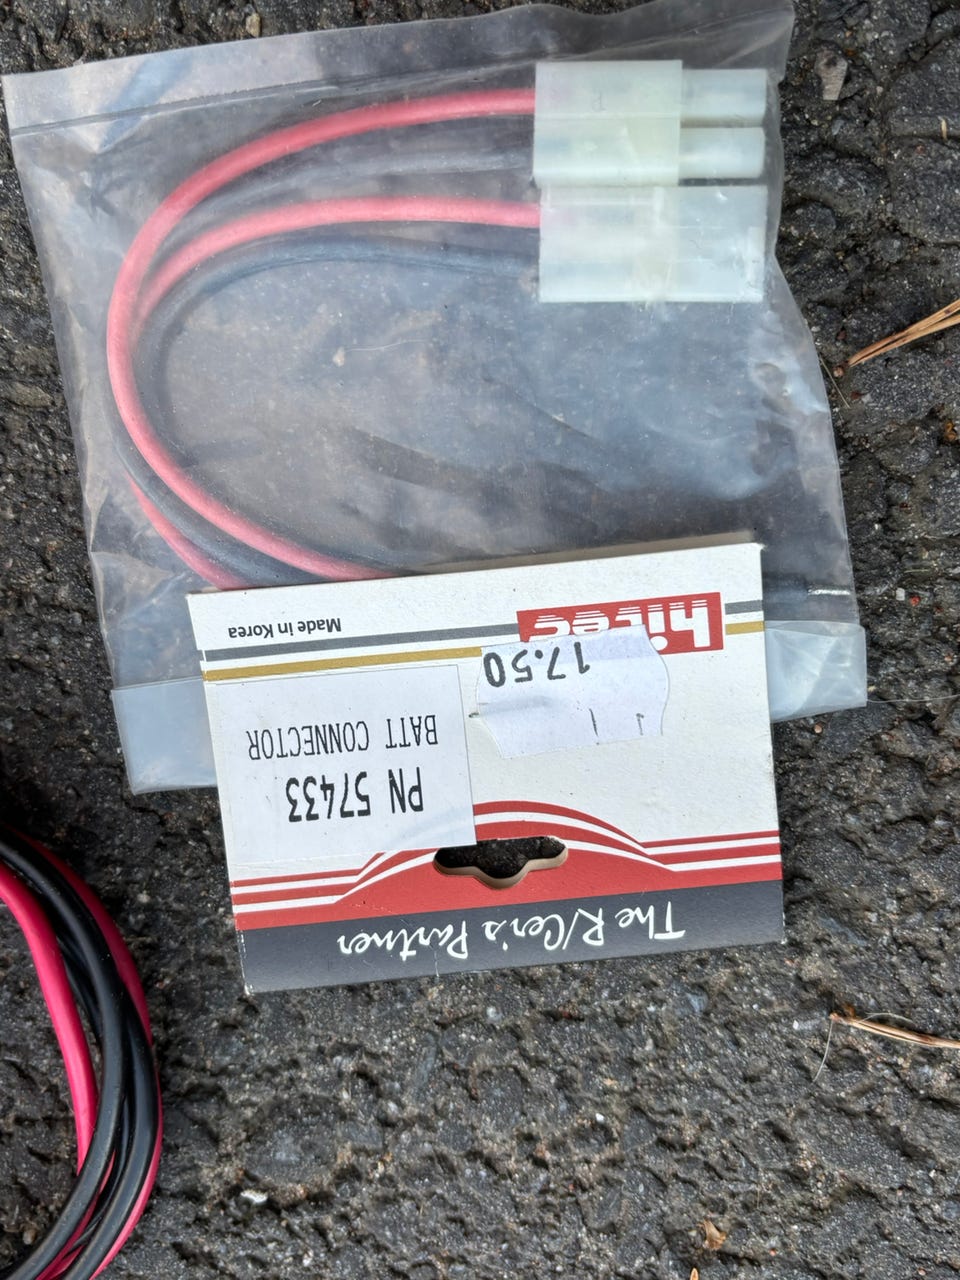 The R/Cer's Partner
PN 57433
BATT CONNECTOR
17.50
hitec
Made in Korea